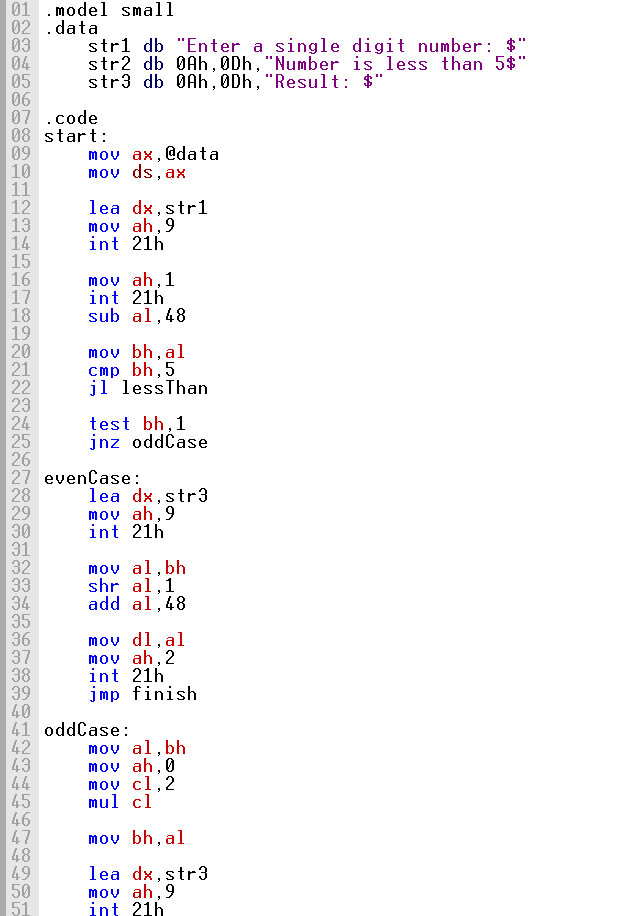 01 .model small
02 .data
03     str1 db "Enter a single digit number: $"
04     str2 db 0Ah,0Dh,"Number is less than 5$"
05     str3 db 0Ah,0Dh,"Result: $"
06
07 .code
08 start:
09     mov ax,@data
10     mov ds,ax
11
12     lea dx,str1
13     mov ah,9
14     int 21h
15
16     mov ah,1
17     int 21h
18     sub al,48
19
20     mov bh,al
21     cmp bh,5
22     jl lessThan
23
24     test bh,1
25     jnz oddCase
26
27 evenCase:
28     lea dx,str3
29     mov ah,9
30     int 21h
31
32     mov al,bh
33     shr al,1
34     add al,48
35
36     mov dl,al
37     mov ah,2
38     int 21h
39     jmp finish
40
41 oddCase:
42     mov al,bh
43     mov ah,0
44     mov cl,2
45     mul cl
46
47     mov bh,al
48
49     lea dx,str3
50     mov ah,9
51     int 21h